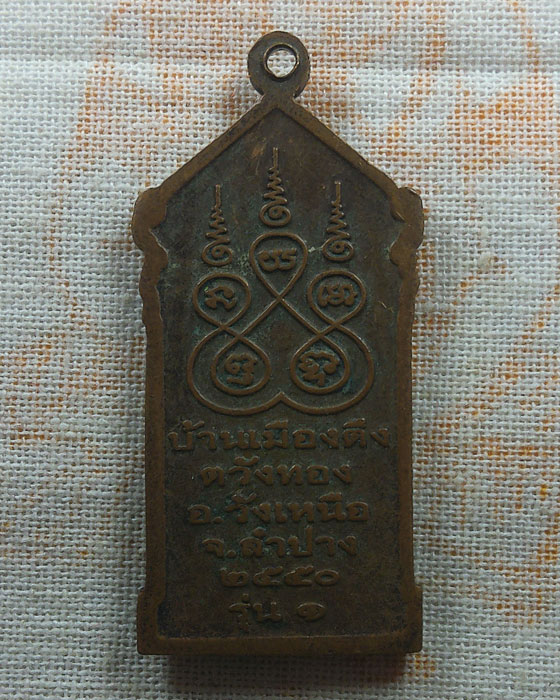 บ้านเมืองตึง
ต วังทอง
อ. วังเหนือ
จ. ลำปาง
๒๕๕๐
รุ่น ๑